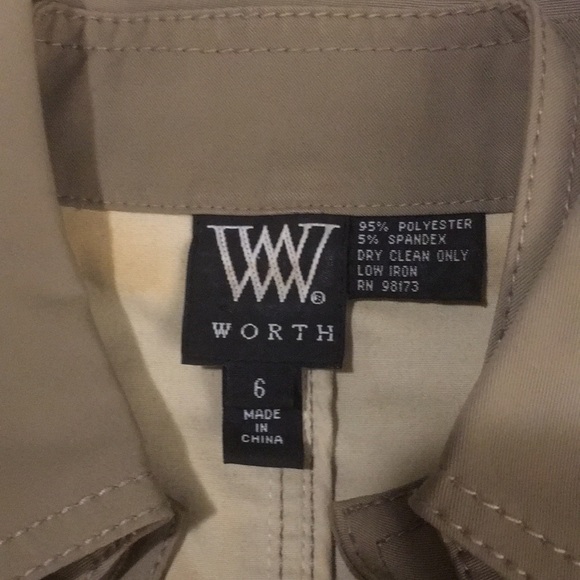 W
®
WORTH
95% POLYESTER
5% SPANDEX
DRY CLEAN ONLY
LOW IRON
RN 98173
6
MADE
IN
CHINA